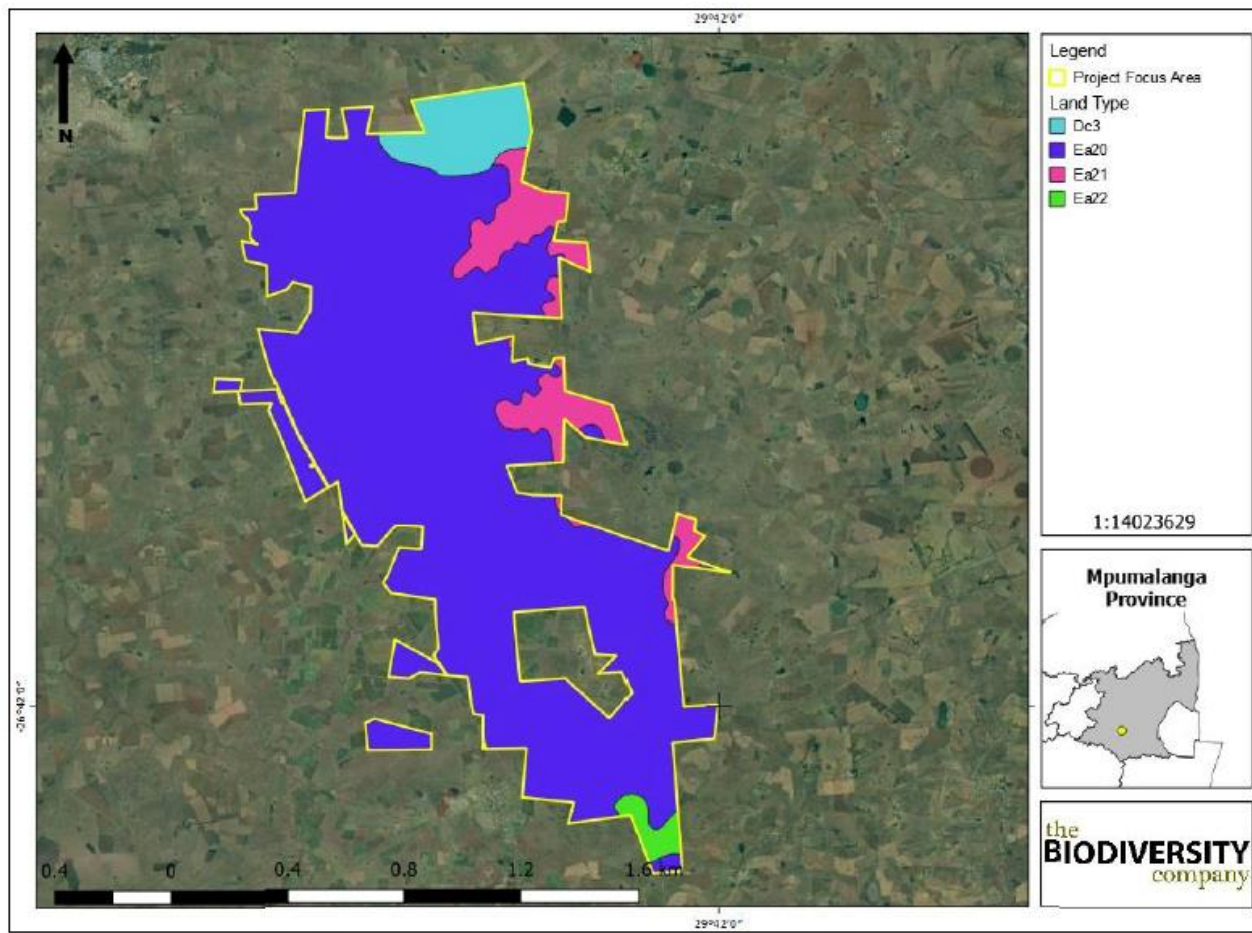 29°42'0"
Legend
Project Focus Area
Land Type
Dc3
Ea20
Ea21
Ea22
N
1:14023629
Mpumalanga
Province
-26°42'0"
0.4 0 0.4 0.8 1.2 1.6 km
the
BIODIVERSITY
company
29°42'0"